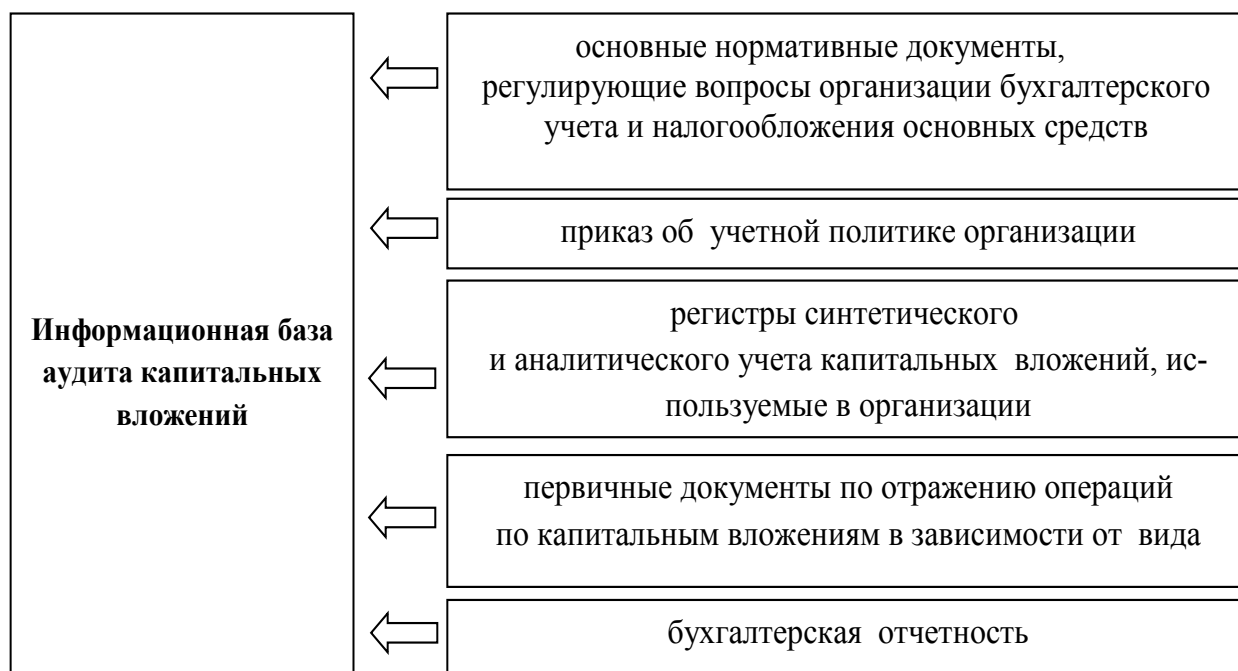 основные нормативные документы,
регулирующие вопросы организации бухгалтерского
учета и налогообложения основных средств
приказ об учетной политике организации
Информационная база
аудита капитальных
вложений
регистры синтетического
и аналитического учета капитальных вложений, ис-
пользуемые в организации
первичные документы по отражению операций
по капитальным вложениям в зависимости от вида
бухгалтерская отчетность